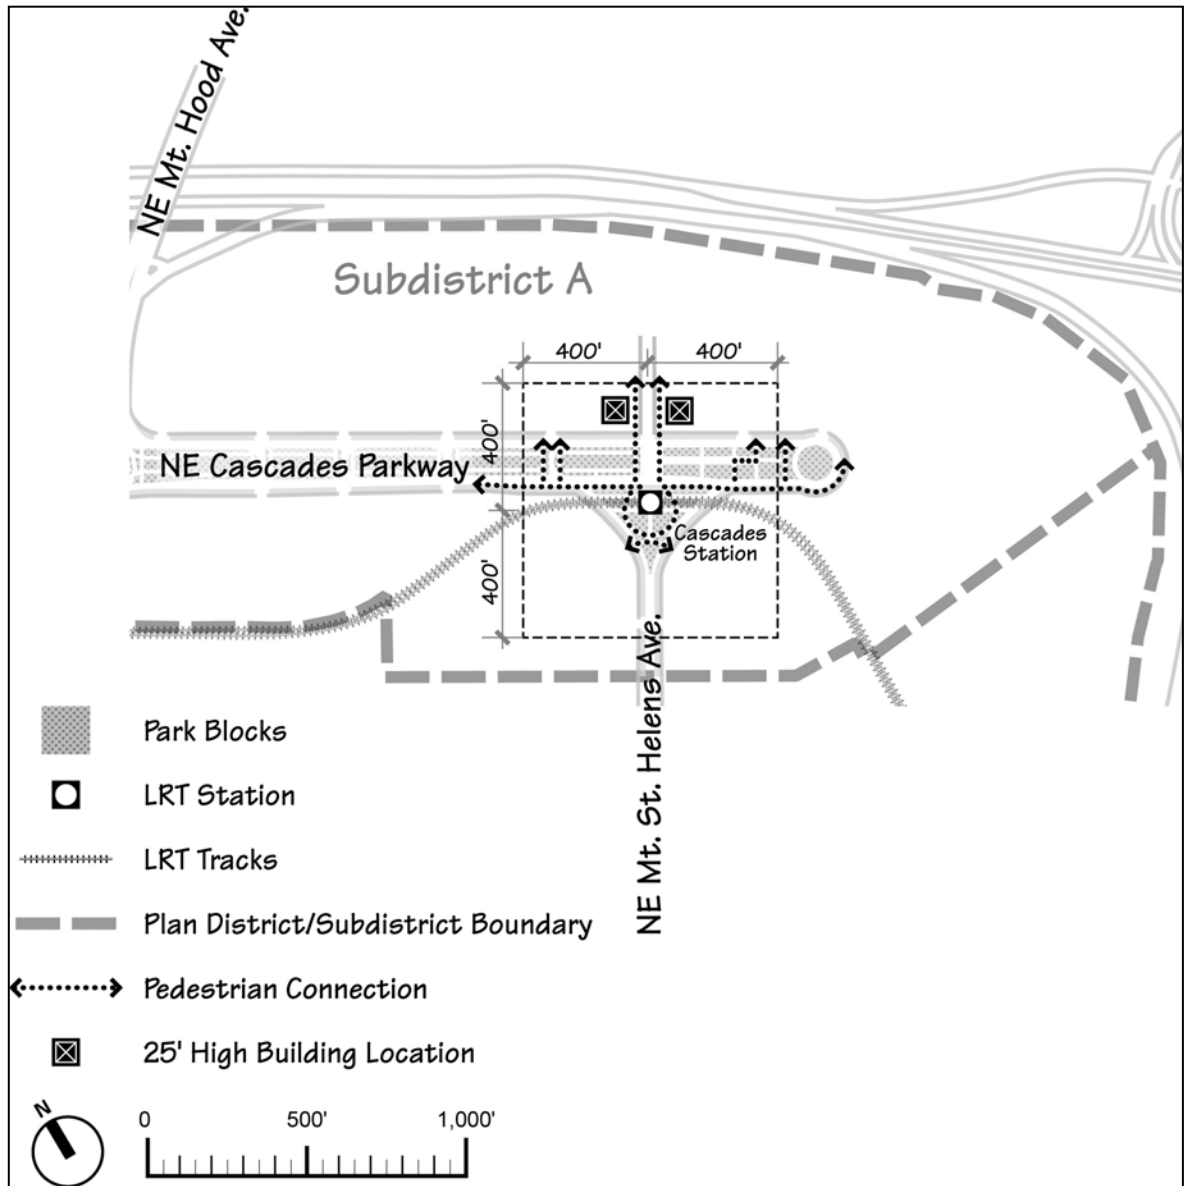 NE Mt. Hood Ave.
Subdistrict A
400' 400'
400'
NE Cascades Parkway
Cascades
Station
400'
NE Mt. St. Helens Ave.
Park Blocks
LRT Station
LRT Tracks
Plan District/Subdistrict Boundary
Pedestrian Connection
25' High Building Location
N
0 500' 1,000'